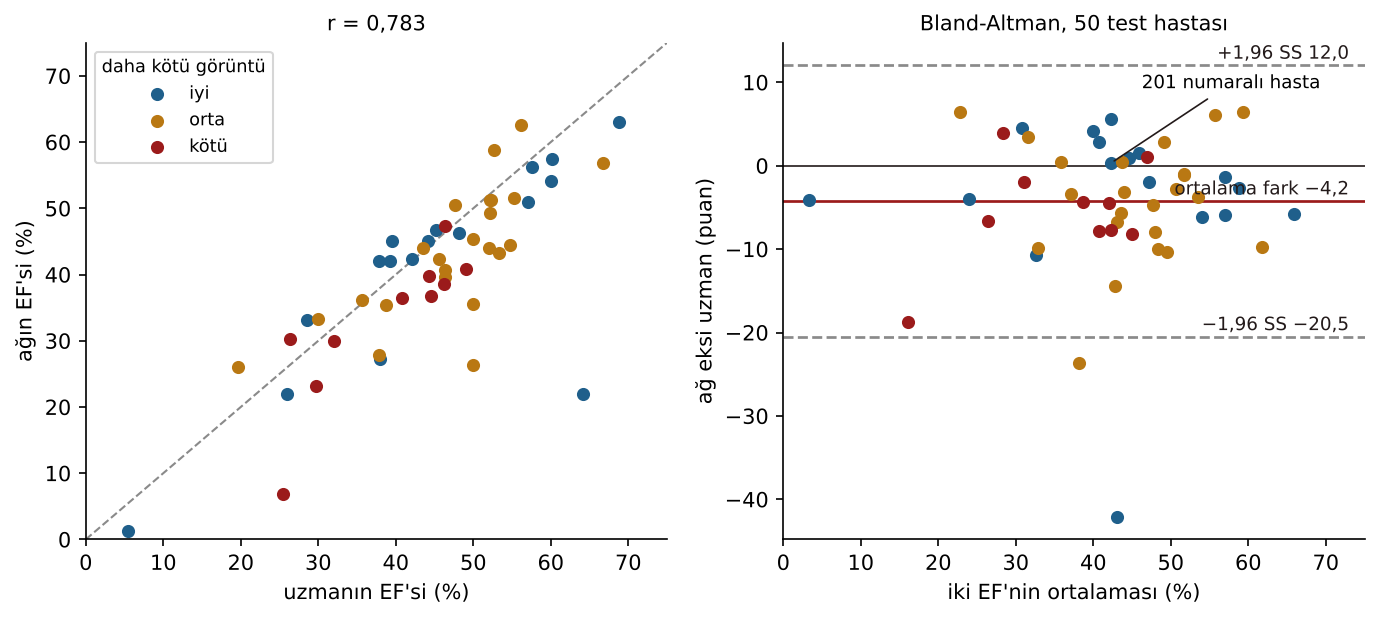 r = 0,783
daha kötü görüntü
iyi
orta
kötü
70
60
50
40
30
20
10
0
0 10 20 30 40 50 60 70
ağın EF'si (%)
uzmanın EF'si (%)
Bland-Altman, 50 test hastası
+1,96 SS 12,0
201 numaralı hasta
ortalama fark −4,2
−1,96 SS −20,5
10
0
−10
−20
−30
−40
0 10 20 30 40 50 60 70
ağ eksi uzman (puan)
iki EF'nin ortalaması (%)